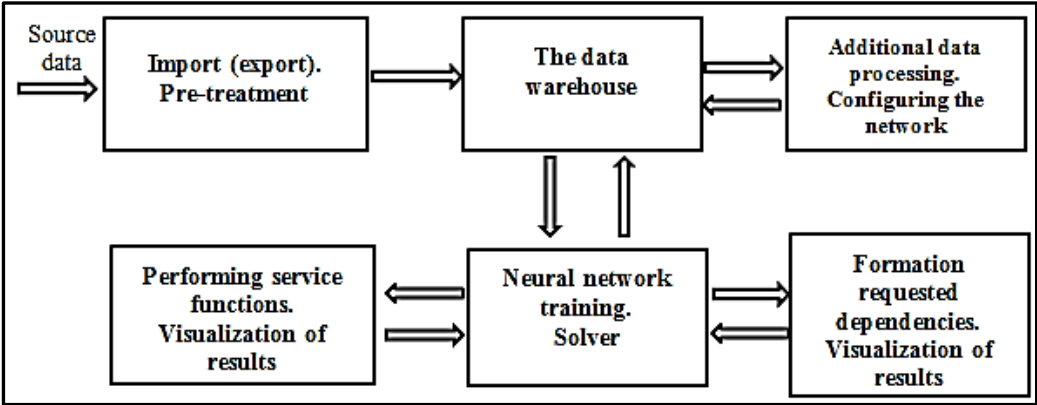 Source
data
Import (export).
Pre-treatment
The data
warehouse
Additional data
processing.
Configuring the
network
Performing service
functions.
Visualization of
results
Neural network
training.
Solver
Formation
requested
dependencies.
Visualization of
results